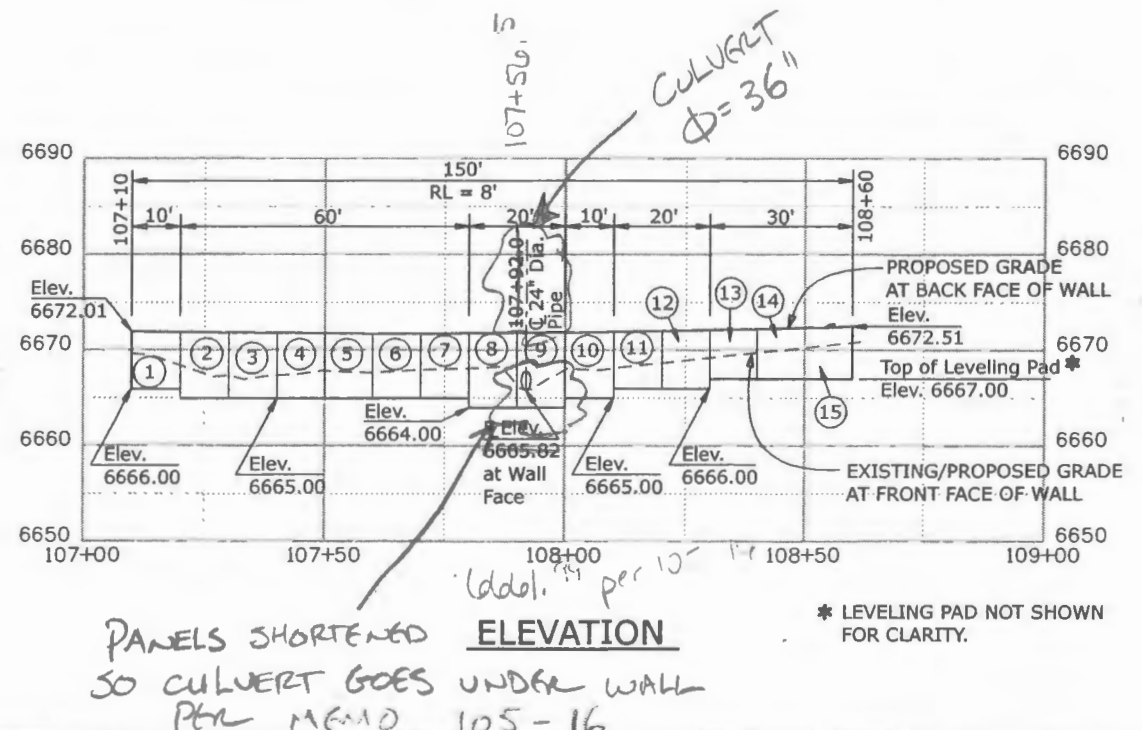 107+56.5
CULVERT
Φ= 36"
6690
6690
150'
RL = 8'
107+10
108+60
10'
60'
20'
10'
20'
30'
6680
6680
107+92.0
℄ 24" Dia.
Pipe
PROPOSED GRADE
AT BACK FACE OF WALL
Elev.
6672.01
Elev.
6672.51
6670
6670
1
2
3
4
5
6
7
8
9
10
11
12
13
14
15
Top of Leveling Pad *
Elev. 6667.00
Elev.
6664.00
Elev.
6665.82
at Wall
Face
6660
6660
Elev.
6666.00
Elev.
6665.00
Elev.
6665.00
Elev.
6666.00
EXISTING/PROPOSED GRADE
AT FRONT FACE OF WALL
6650
6650
107+00
107+50
108+00
108+50
109+00
per
ELEVATION
* LEVELING PAD NOT SHOWN
FOR CLARITY.
PANELS SHORTENED
SO CULVERT GOES UNDER WALL
PER MEMO 105-16